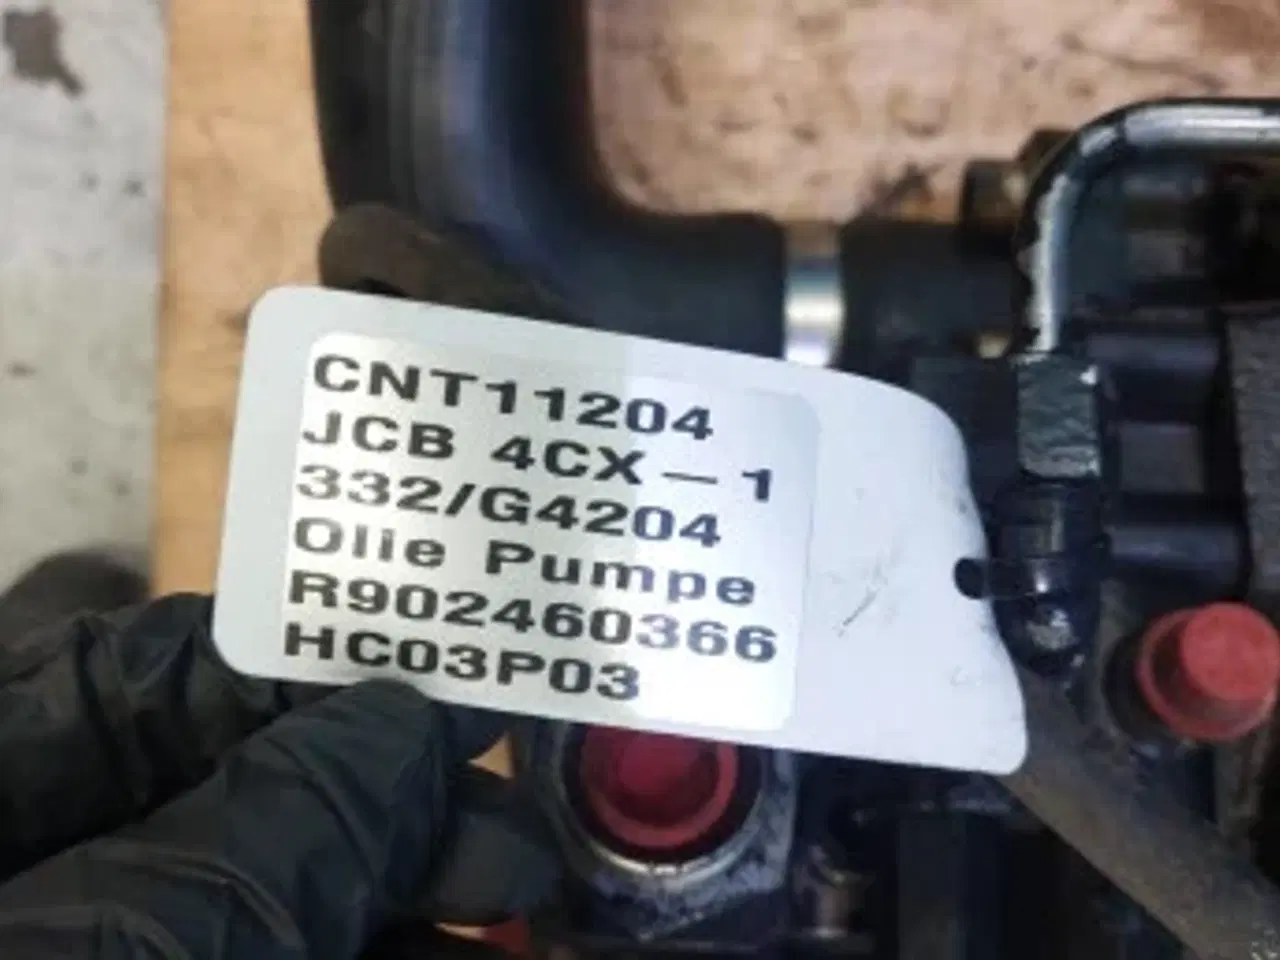 CNT11204
JCB 4CX-1
332/G4204
Olie Pumpe
R902460366
HC03P03